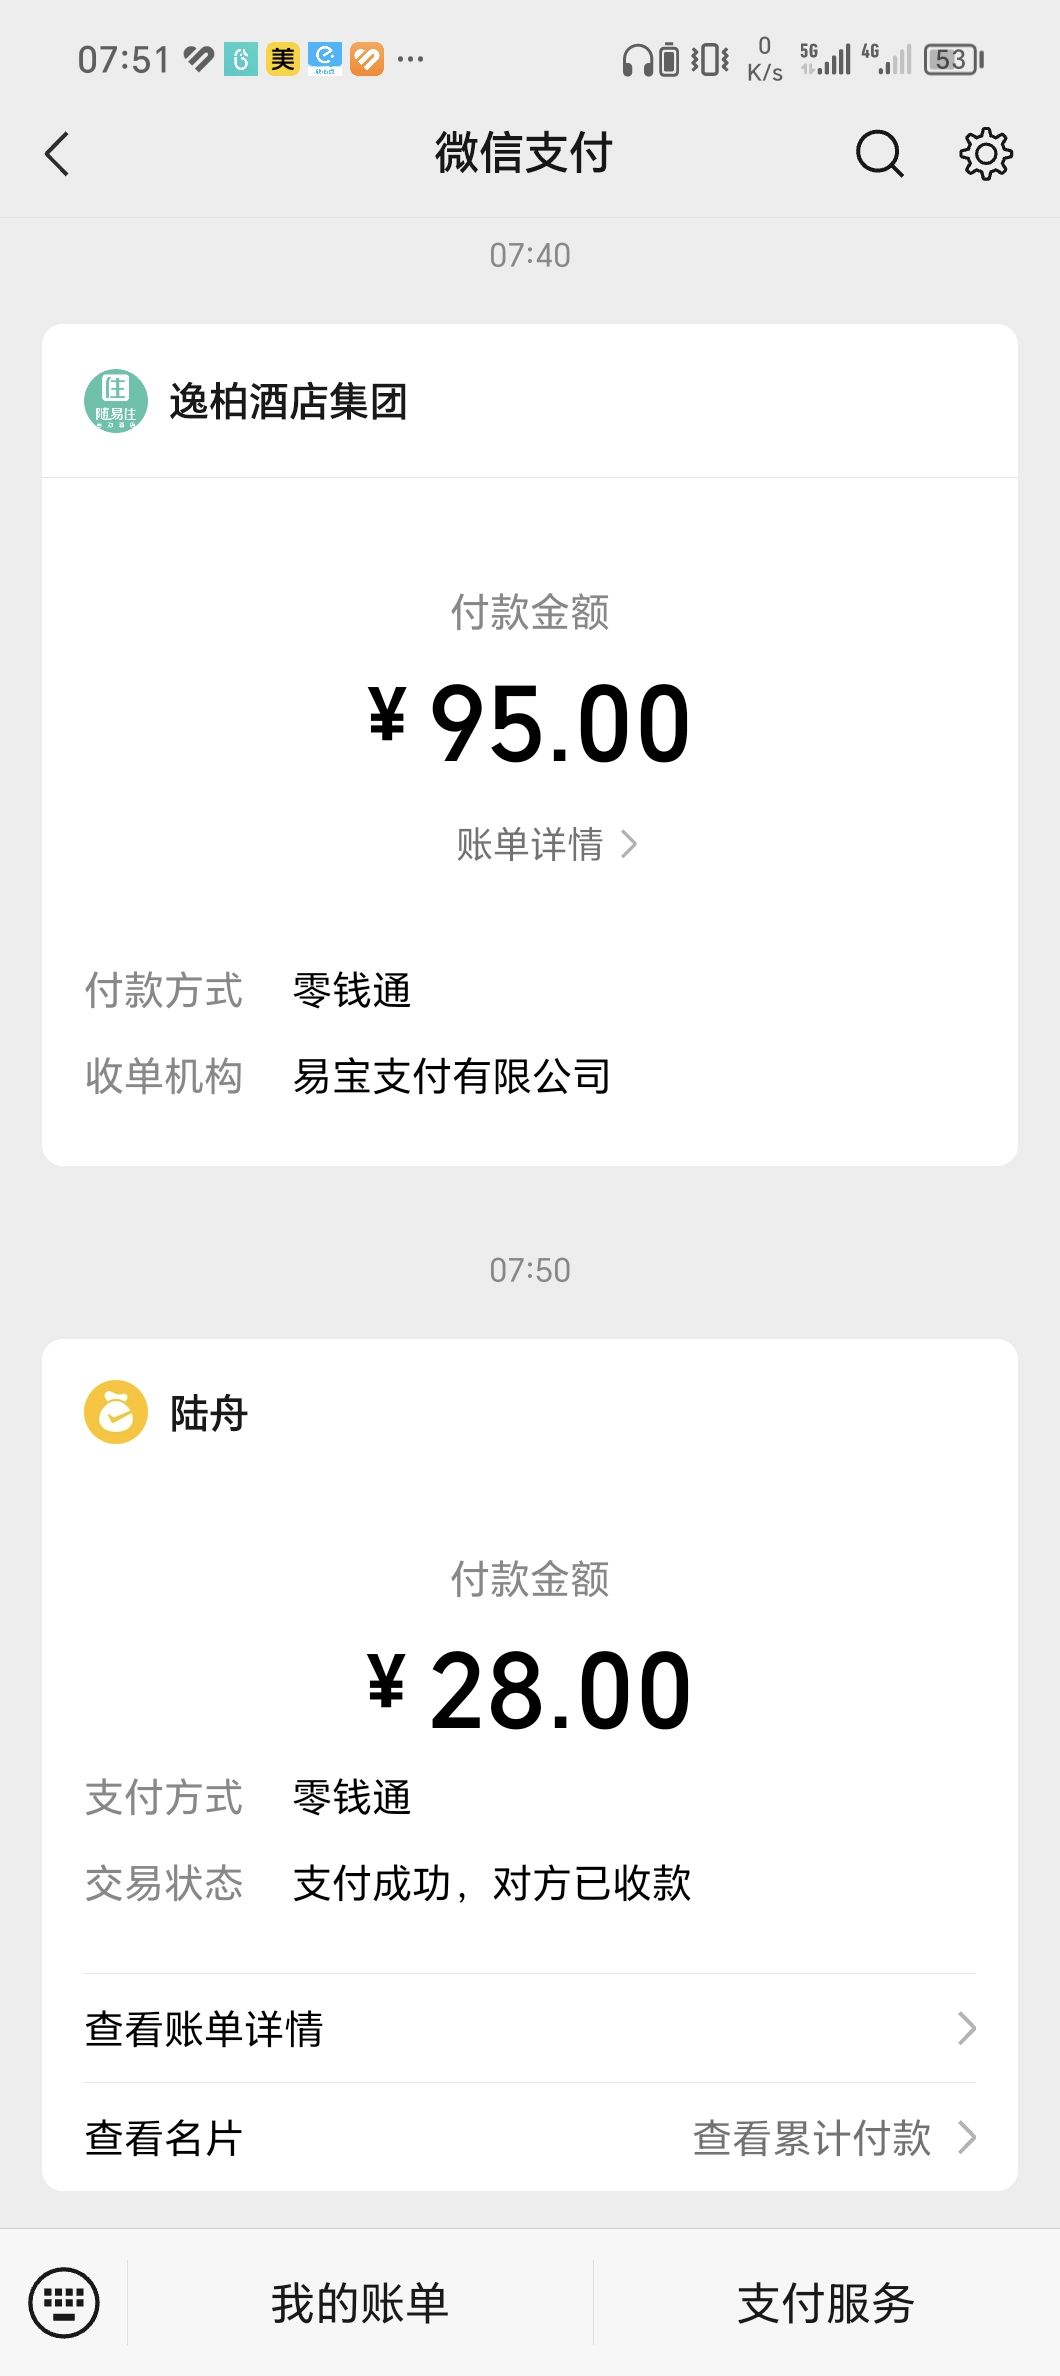 07:51 美 ··· 0 K/s 5G 4G 53
微信支付
07:40
住
随易住
逸柏酒店集团
付款金额
¥95.00
账单详情
付款方式 零钱通
收单机构 易宝支付有限公司
07:50
陆舟
付款金额
¥28.00
支付方式 零钱通
交易状态 支付成功，对方已收款
查看账单详情
查看名片 查看累计付款
我的账单 支付服务